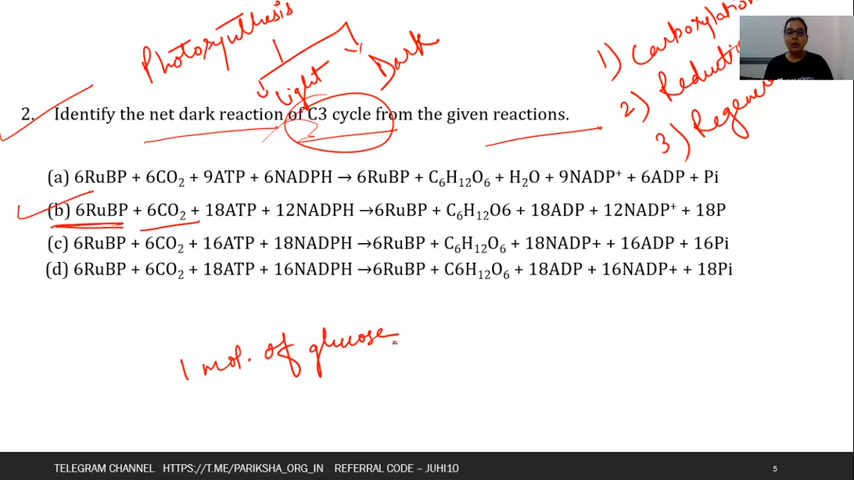 Photosynthesis
Light
Dark
1) Carboxylation
2) Reducti
3) Regener
2. Identify the net dark reaction of C3 cycle from the given reactions.
(a) 6RuBP + 6CO₂ + 9ATP + 6NADPH → 6RuBP + C₆H₁₂O₆ + H₂O + 9NADP⁺ + 6ADP + Pi
(b) 6RuBP + 6CO₂ + 18ATP + 12NADPH →6RuBP + C₆H₁₂O6 + 18ADP + 12NADP⁺ + 18P
(c) 6RuBP + 6CO₂ + 16ATP + 18NADPH →6RuBP + C₆H₁₂O₆ + 18NADP+ + 16ADP + 16Pi
(d) 6RuBP + 6CO₂ + 18ATP + 16NADPH →6RuBP + C6H₁₂O₆ + 18ADP + 16NADP+ + 18Pi
1 mol. of glucose
TELEGRAM CHANNEL HTTPS://T.ME/PARIKSHA_ORG_IN REFERRAL CODE – JUHI10
5